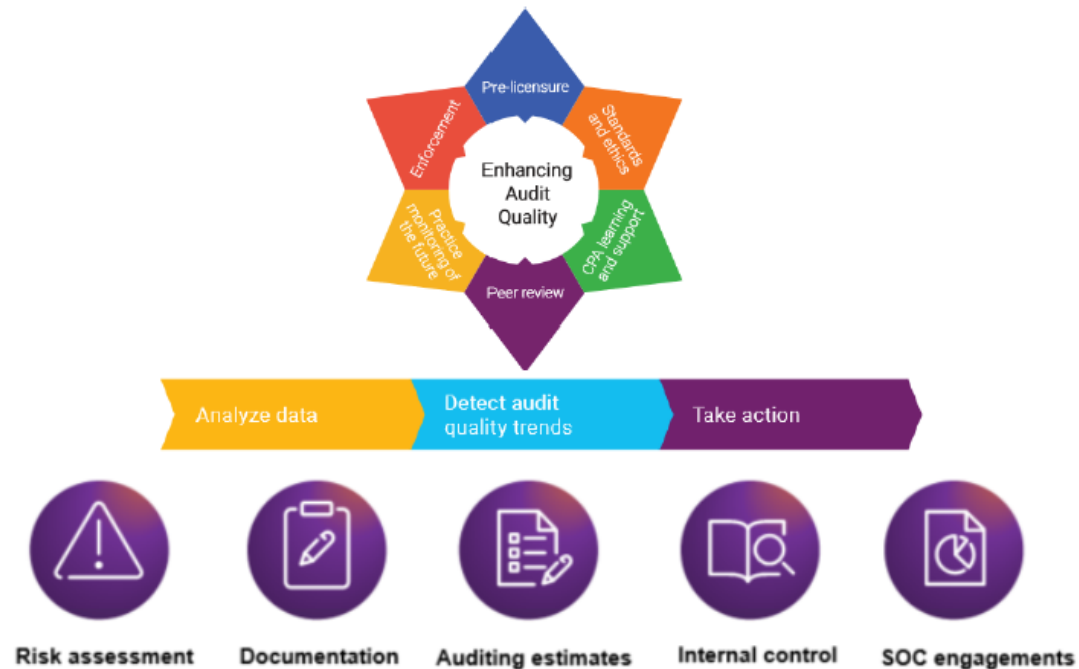 Pre-licensure
Enforcement
Standards
and ethics
Enhancing
Audit
Quality
Practice
monitoring of
the future
CPA learning
and support
Peer review
Analyze data
Detect audit
quality trends
Take action
Risk assessment
Documentation
Auditing estimates
Internal control
SOC engagements